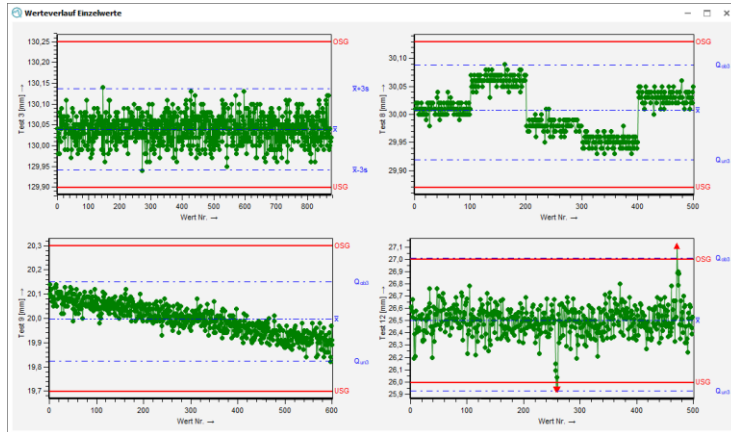 Werteverlauf Einzelwerte
130,25
130,20
130,15
130,10
130,05
130,00
129,95
129,90
Test 3 [mm] →
0 100 200 300 400 500 600 700 800
Wert Nr. →
OSG
x̄+3s
x̄
x̄-3s
USG
30,10
30,05
30,00
29,95
29,90
Test 8 [mm] →
0 100 200 300 400 500
Wert Nr. →
OSG
Qob3
x̄
Qun3
USG
20,3
20,2
20,1
20,0
19,9
19,8
19,7
Test 9 [mm] →
0 100 200 300 400 500 600
Wert Nr. →
OSG
Qob3
x̄
Qun3
USG
27,1
27,0
26,9
26,8
26,7
26,6
26,5
26,4
26,3
26,2
26,1
26,0
25,9
Test 12 [mm] →
0 100 200 300 400 500
Wert Nr. →
OSG
Qob3
x̄
USG
Qun3